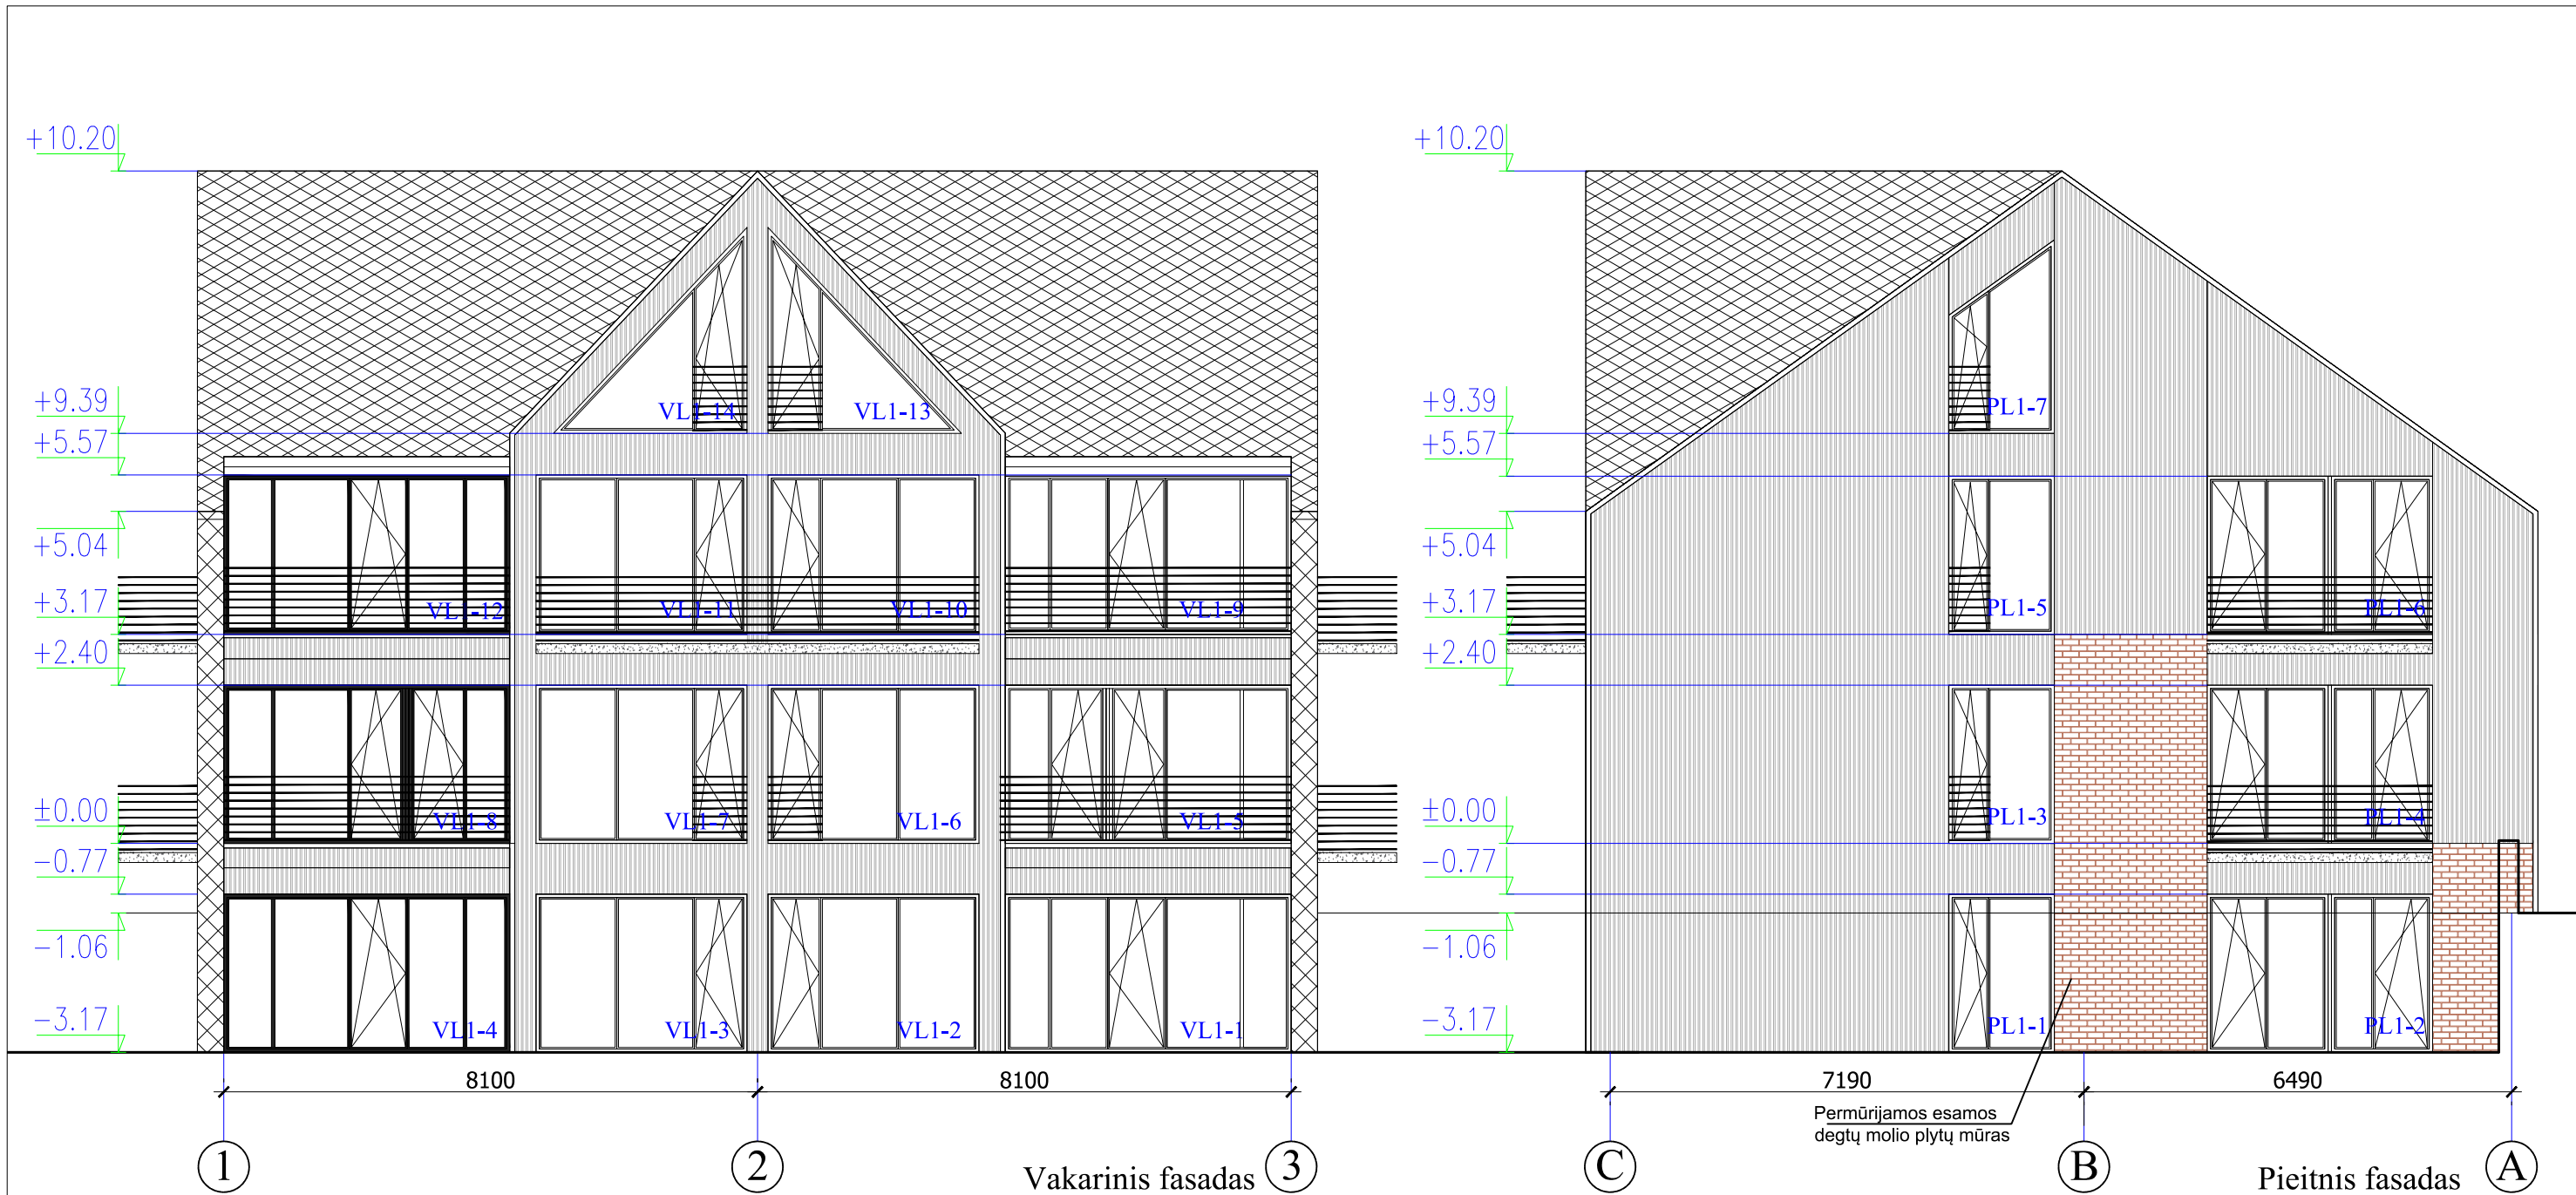 +10.20
+9.39
+5.57
+5.04
+3.17
+2.40
±0.00
−0.77
−1.06
−3.17
VL1-14 VL1-13
VL1-12 VL1-11 VL1-10 VL1-9
VL1-8 VL1-7 VL1-6 VL1-5
VL1-4 VL1-3 VL1-2 VL1-1
8100 8100
1 2 3
Vakarinis fasadas
+10.20
+9.39
+5.57
+5.04
+3.17
+2.40
±0.00
−0.77
−1.06
−3.17
PL1-7
PL1-5 PL1-6
PL1-3 PL1-4
PL1-1 PL1-2
7190 6490
Permūrijamos esamos
degtų molio plytų mūras
C B A
Pieitnis fasadas